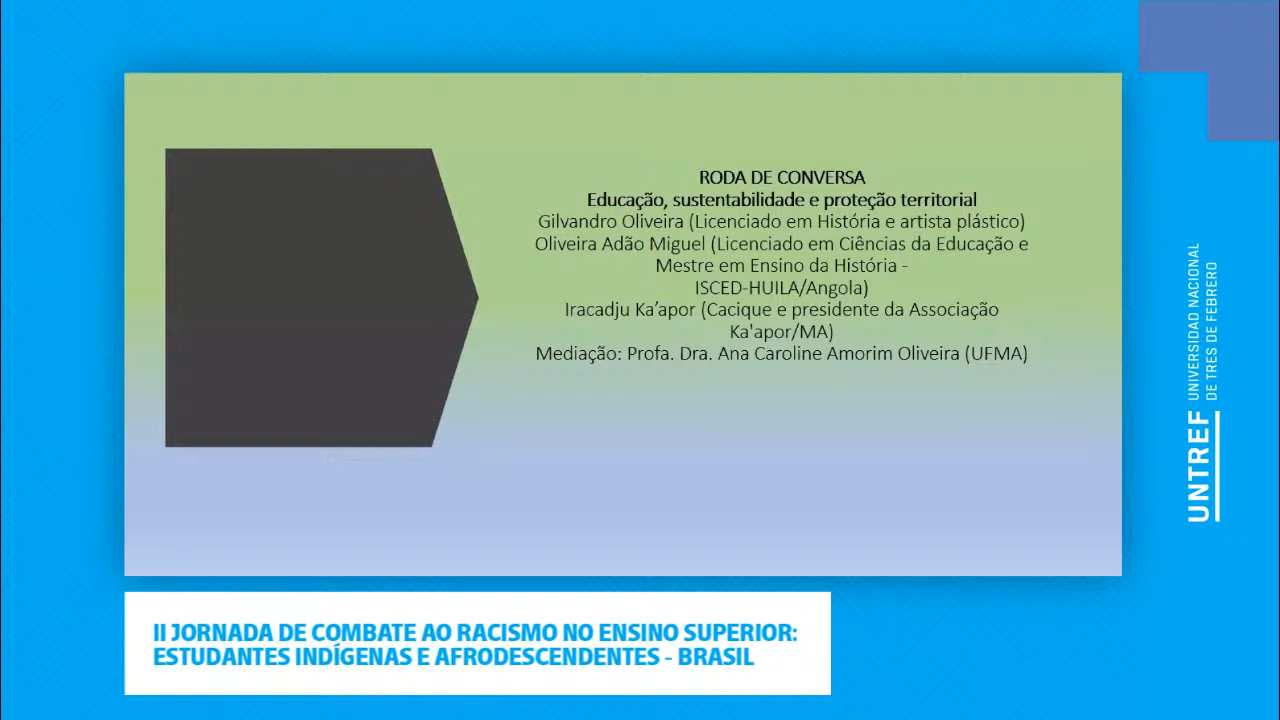 RODA DE CONVERSA
Educação, sustentabilidade e proteção territorial
Gilvandro Oliveira (Licenciado em História e artista plástico)
Oliveira Adão Miguel (Licenciado em Ciências da Educação e
Mestre em Ensino da História -
ISCED-HUILA/Angola)
Iracadju Ka’apor (Cacique e presidente da Associação
Ka'apor/MA)
Mediação: Profa. Dra. Ana Caroline Amorim Oliveira (UFMA)
UNTREF
UNIVERSIDAD NACIONAL
DE TRES DE FEBRERO
II JORNADA DE COMBATE AO RACISMO NO ENSINO SUPERIOR:
ESTUDANTES INDÍGENAS E AFRODESCENDENTES - BRASIL